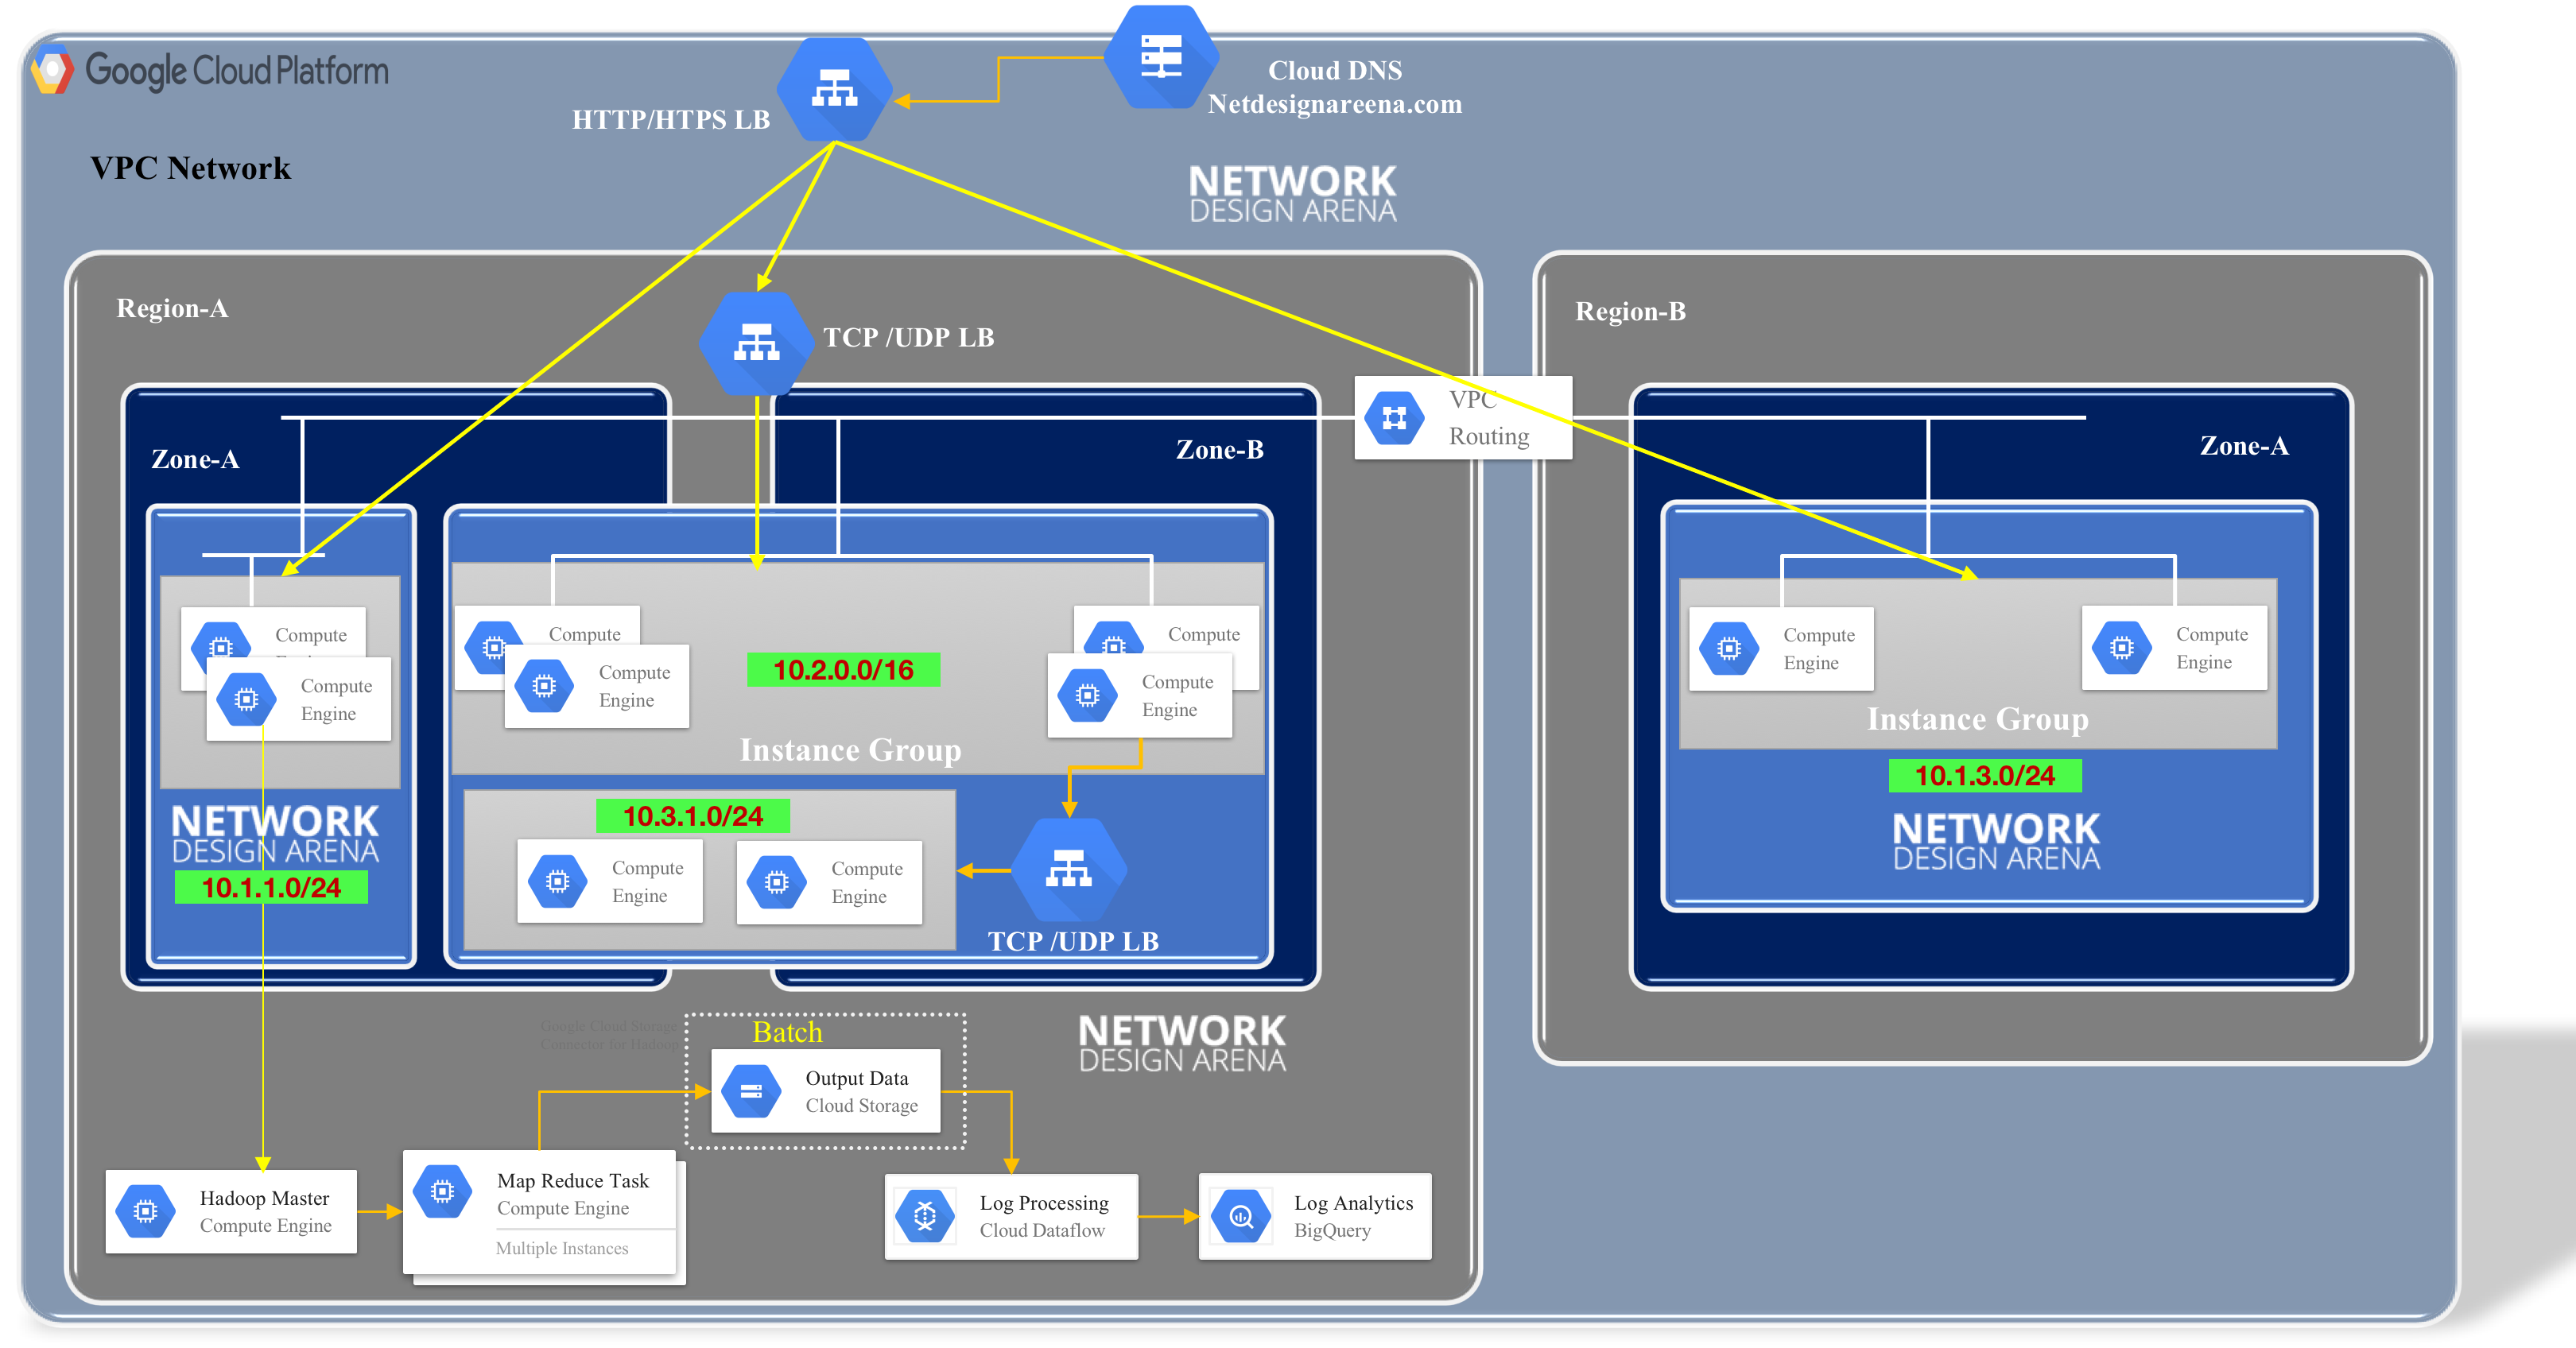 Google Cloud Platform
Cloud DNS
Netdesignareena.com
HTTP/HTPS LB
VPC Network
NETWORK
DESIGN ARENA
Region-A
Region-B
TCP /UDP LB
VPC
Routing
Zone-A
Zone-B
Zone-A
Compute
Compute
Engine
Compute
Compute
Engine
10.2.0.0/16
Compute
Compute
Engine
Instance Group
Compute
Engine
Compute
Engine
Instance Group
10.1.3.0/24
NETWORK
DESIGN ARENA
NETWORK
DESIGN ARENA
10.1.1.0/24
10.3.1.0/24
Compute
Engine
Compute
Engine
TCP /UDP LB
Google Cloud Storage
Connector for Hadoop
Batch
Output Data
Cloud Storage
NETWORK
DESIGN ARENA
Hadoop Master
Compute Engine
Map Reduce Task
Compute Engine
Multiple Instances
Log Processing
Cloud Dataflow
Log Analytics
BigQuery